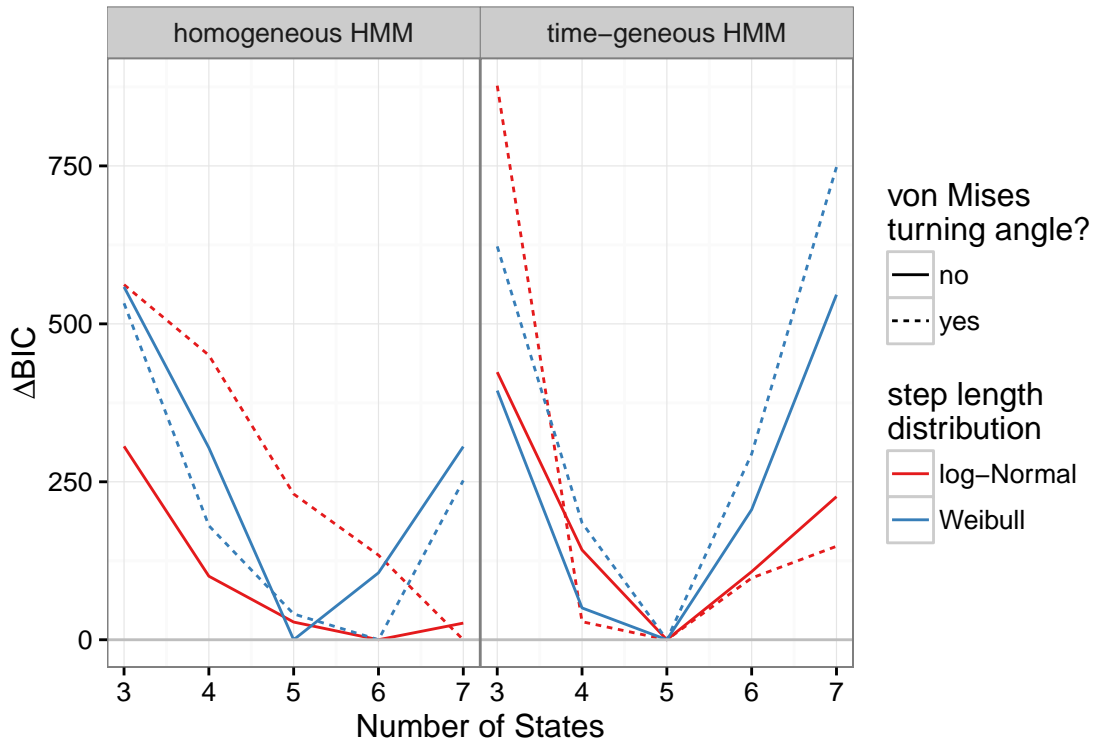 homogeneous HMM
time−geneous HMM
ΔBIC
750
500
250
0
3 4 5 6 7
3 4 5 6 7
Number of States
von Mises
turning angle?
no
yes
step length
distribution
log−Normal
Weibull